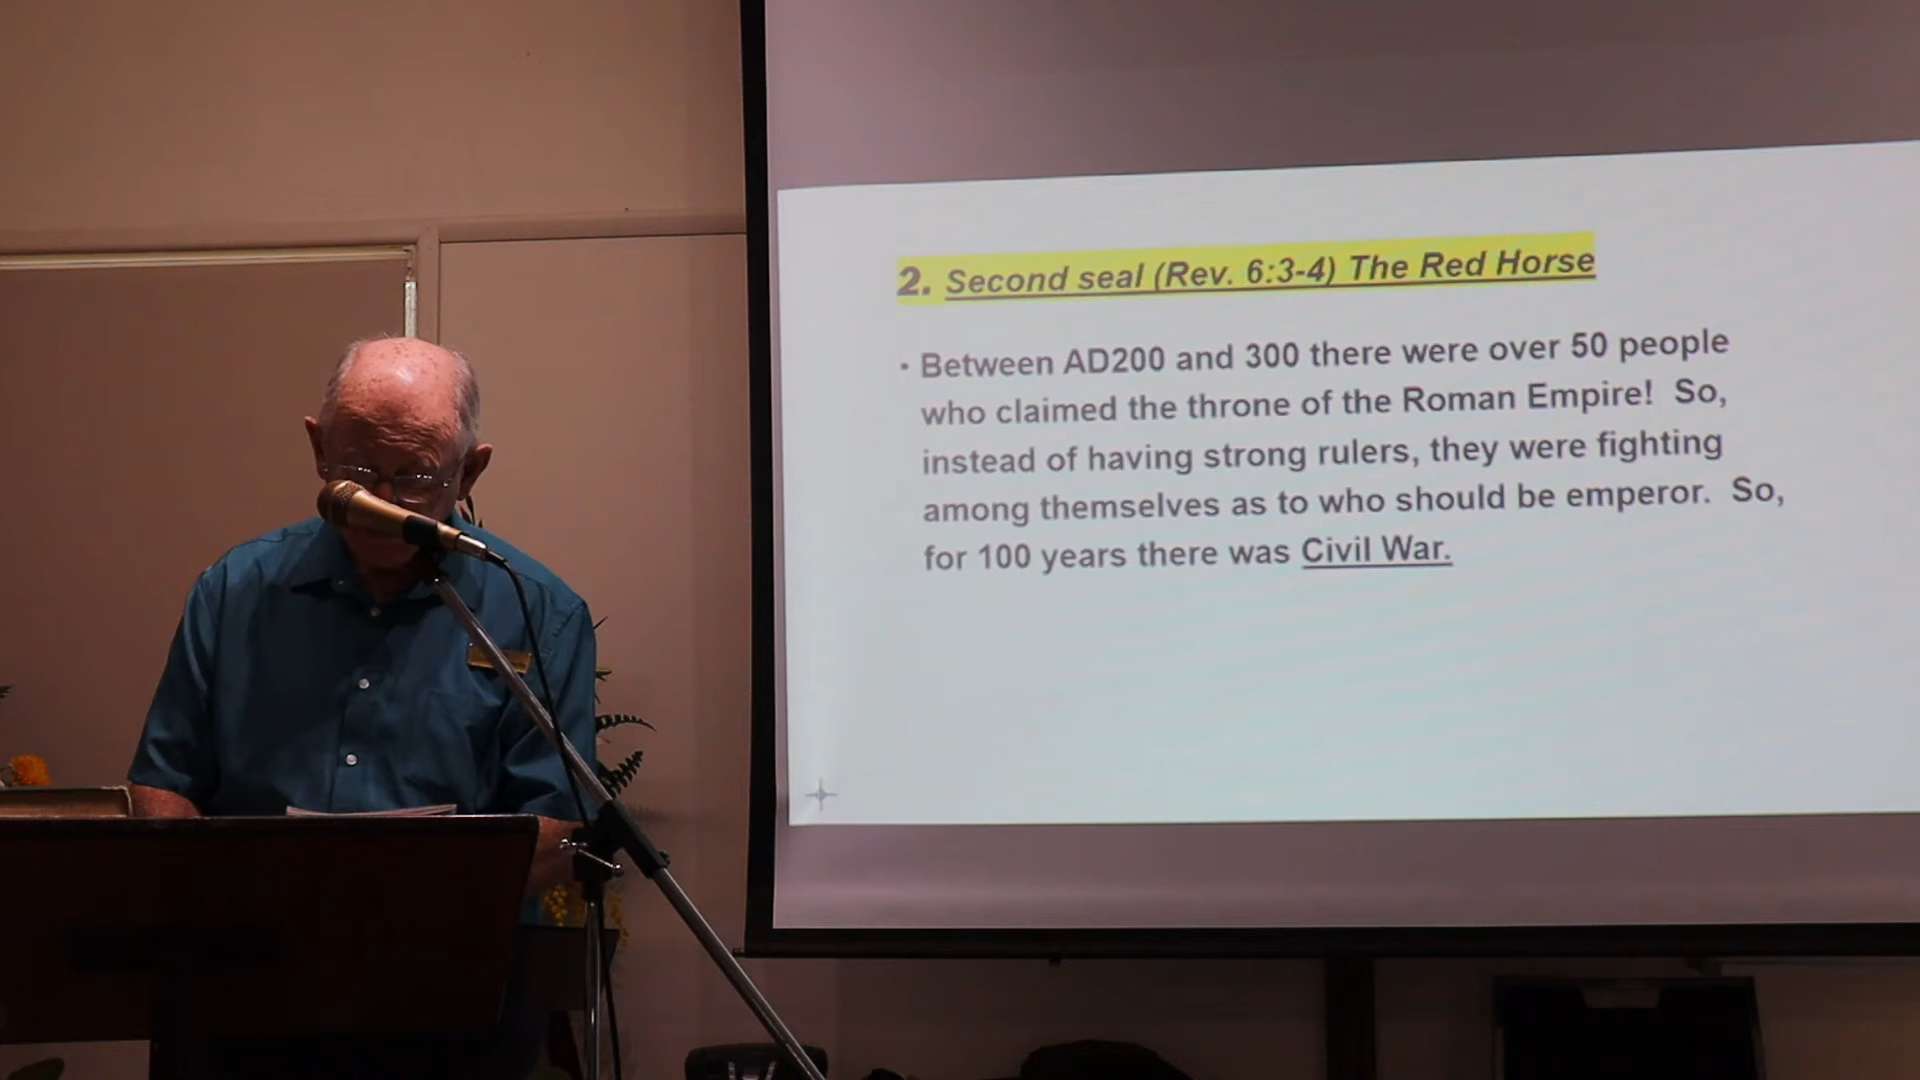 2. Second seal (Rev. 6:3-4) The Red Horse
• Between AD200 and 300 there were over 50 people
who claimed the throne of the Roman Empire! So,
instead of having strong rulers, they were fighting
among themselves as to who should be emperor. So,
for 100 years there was Civil War.